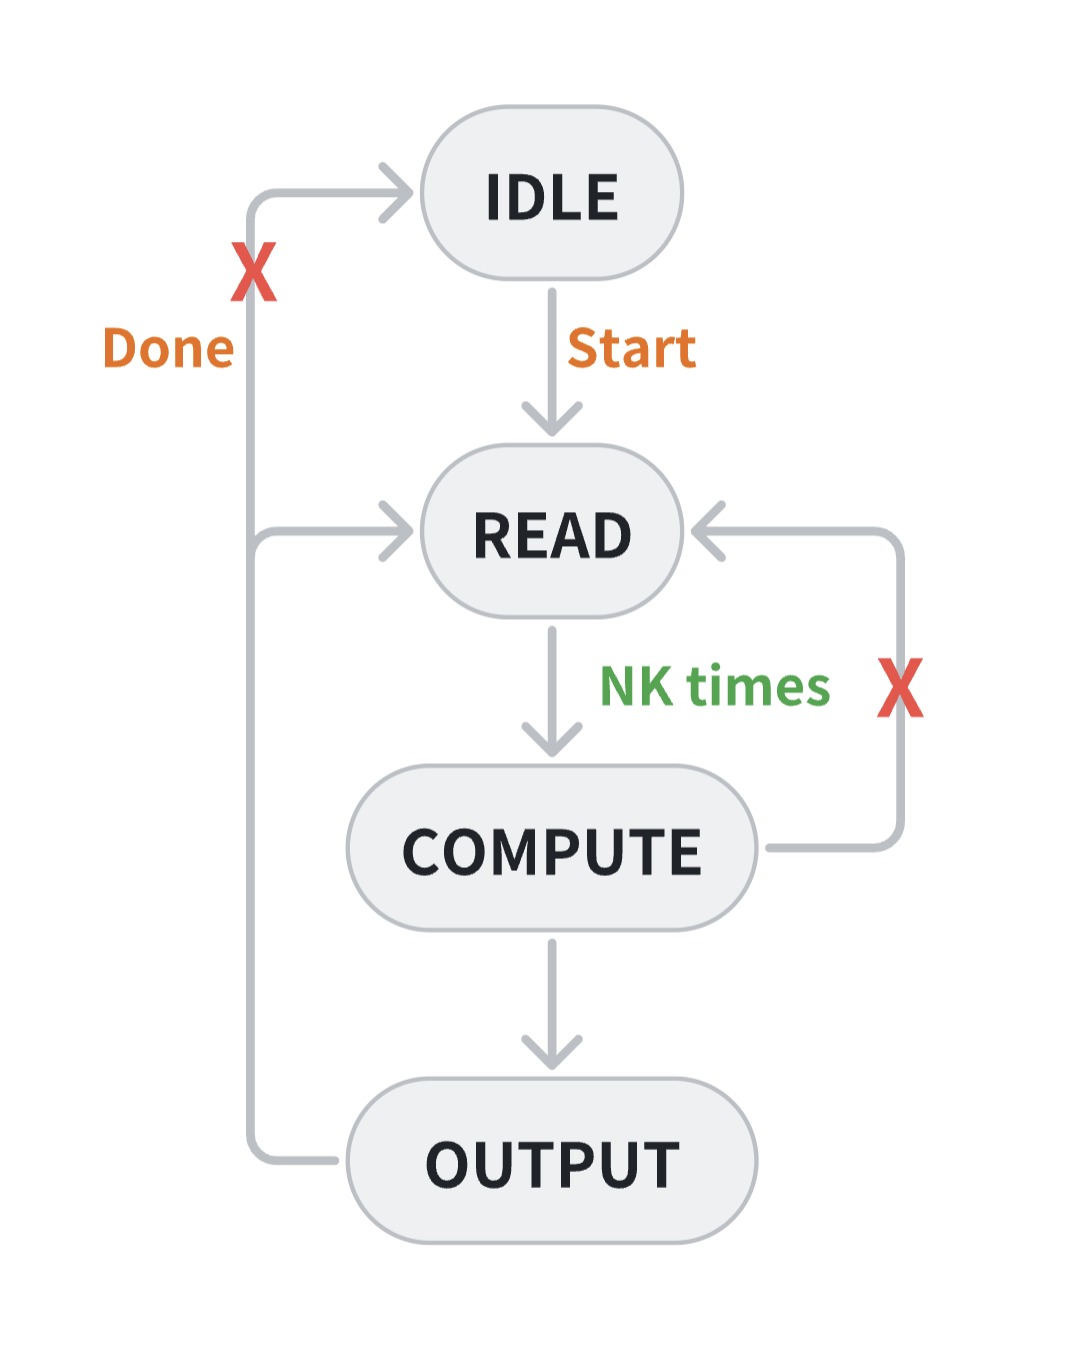 IDLE
X
Done
Start
READ
NK times
X
COMPUTE
OUTPUT